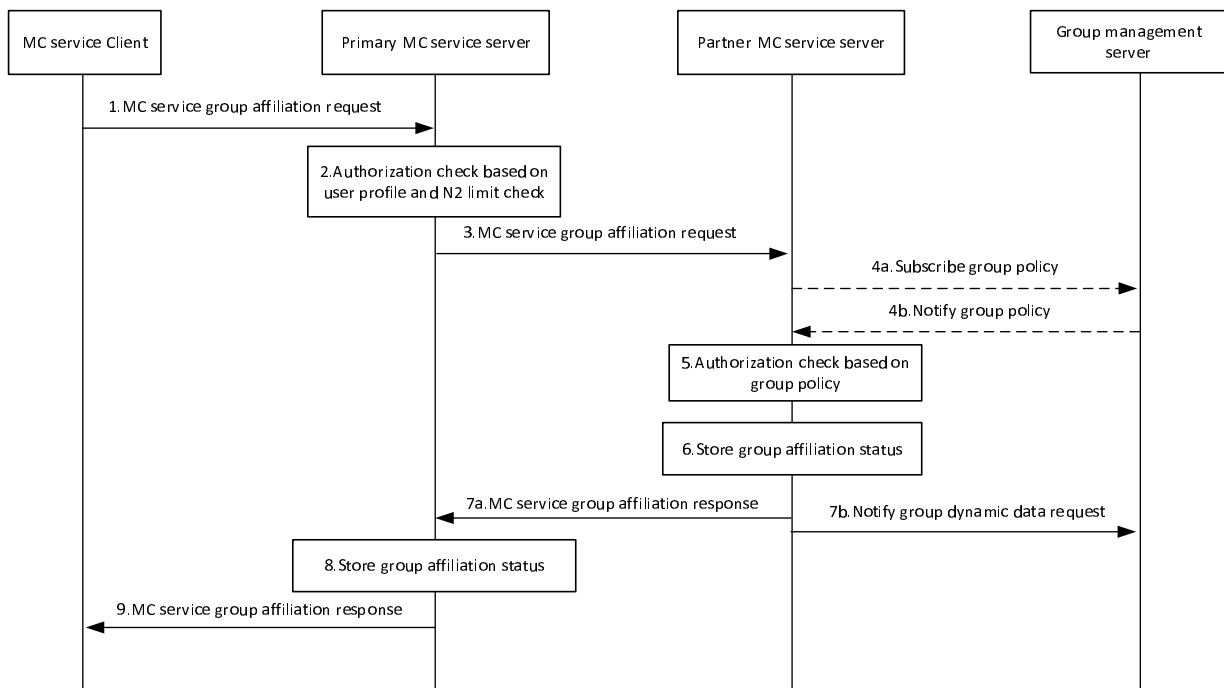 MC service Client
Primary MC service server
Partner MC service server
Group management
server
1.MC service group affiliation request
2.Authorization check based on
user profile and N2 limit check
3.MC service group affiliation request
4a.Subscribe group policy
4b.Notify group policy
5.Authorization check based on
group policy
6.Store group affiliation status
7a.MC service group affiliation response
7b.Notify group dynamic data request
8.Store group affiliation status
9.MC service group affiliation response